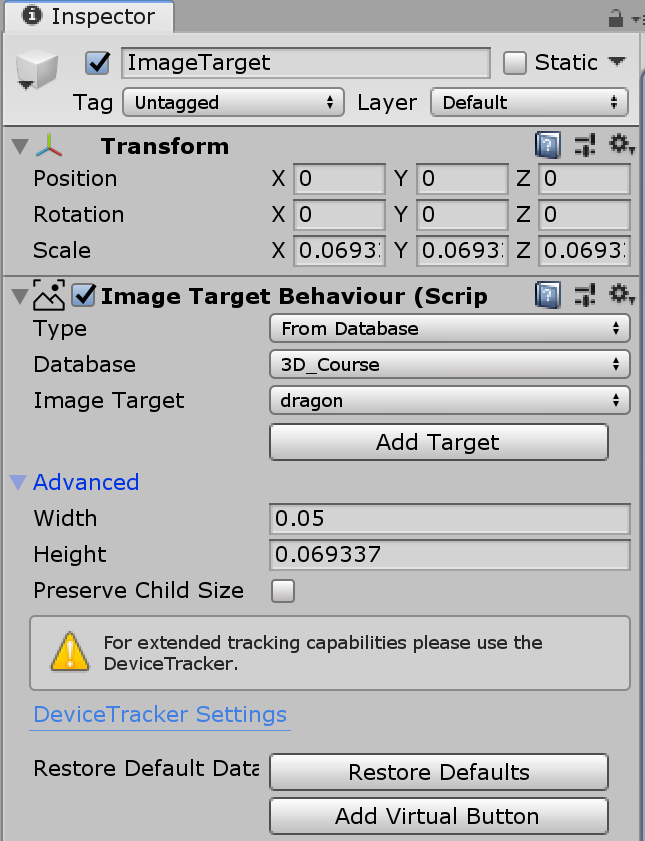 Inspector
ImageTarget Static
Tag Untagged Layer Default
Transform
Position X 0 Y 0 Z 0
Rotation X 0 Y 0 Z 0
Scale X 0.0693 Y 0.0693 Z 0.0693
Image Target Behaviour (Scrip
Type From Database
Database 3D_Course
Image Target dragon
Add Target
Advanced
Width 0.05
Height 0.069337
Preserve Child Size
For extended tracking capabilities please use the
DeviceTracker.
DeviceTracker Settings
Restore Default Data Restore Defaults
Add Virtual Button